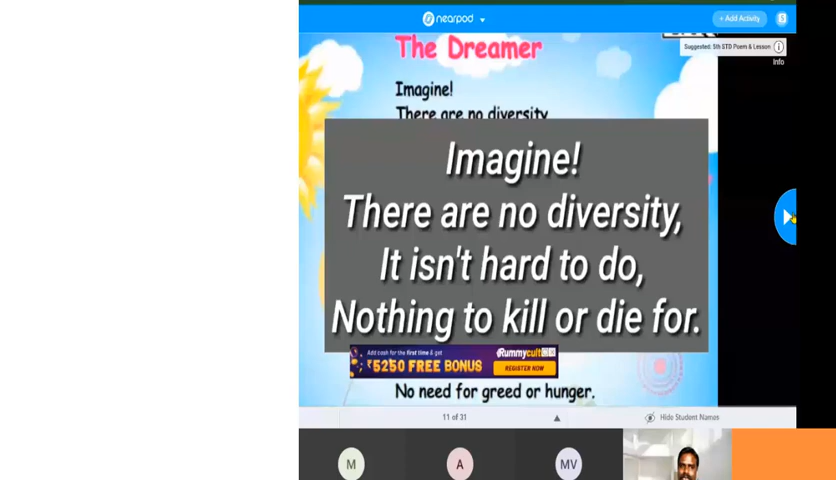 nearpod
+ Add Activity
S
The Dreamer
Suggested: 5th STD Poem & Lesson
Info
Imagine!
There are no diversity
Imagine!
There are no diversity,
It isn't hard to do,
Nothing to kill or die for.
Add cash for the first time & get
₹5250 FREE BONUS
Rummycult
REGISTER NOW
No need for greed or hunger.
11 of 31
Hide Student Names
M
A
MV